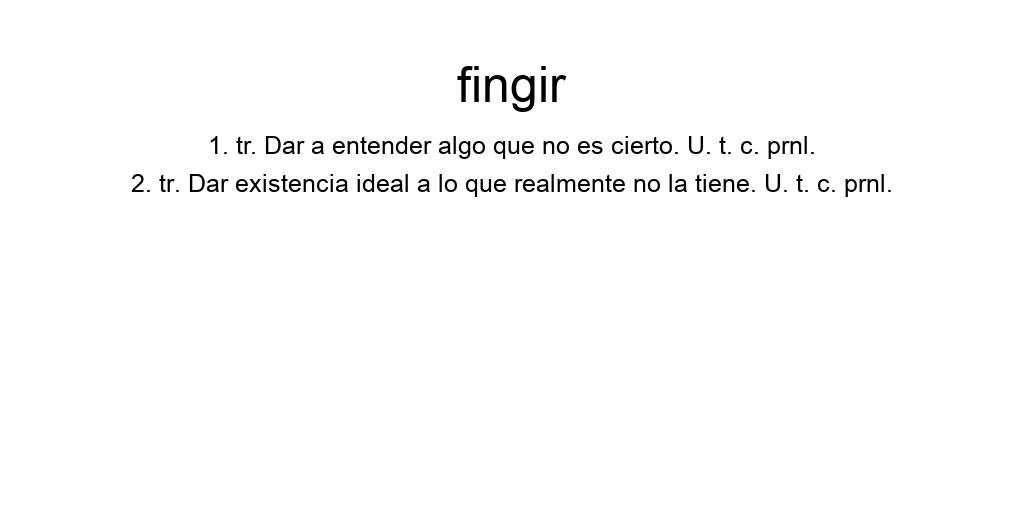 fingir
1. tr. Dar a entender algo que no es cierto. U. t. c. prnl.
2. tr. Dar existencia ideal a lo que realmente no la tiene. U. t. c. prnl.